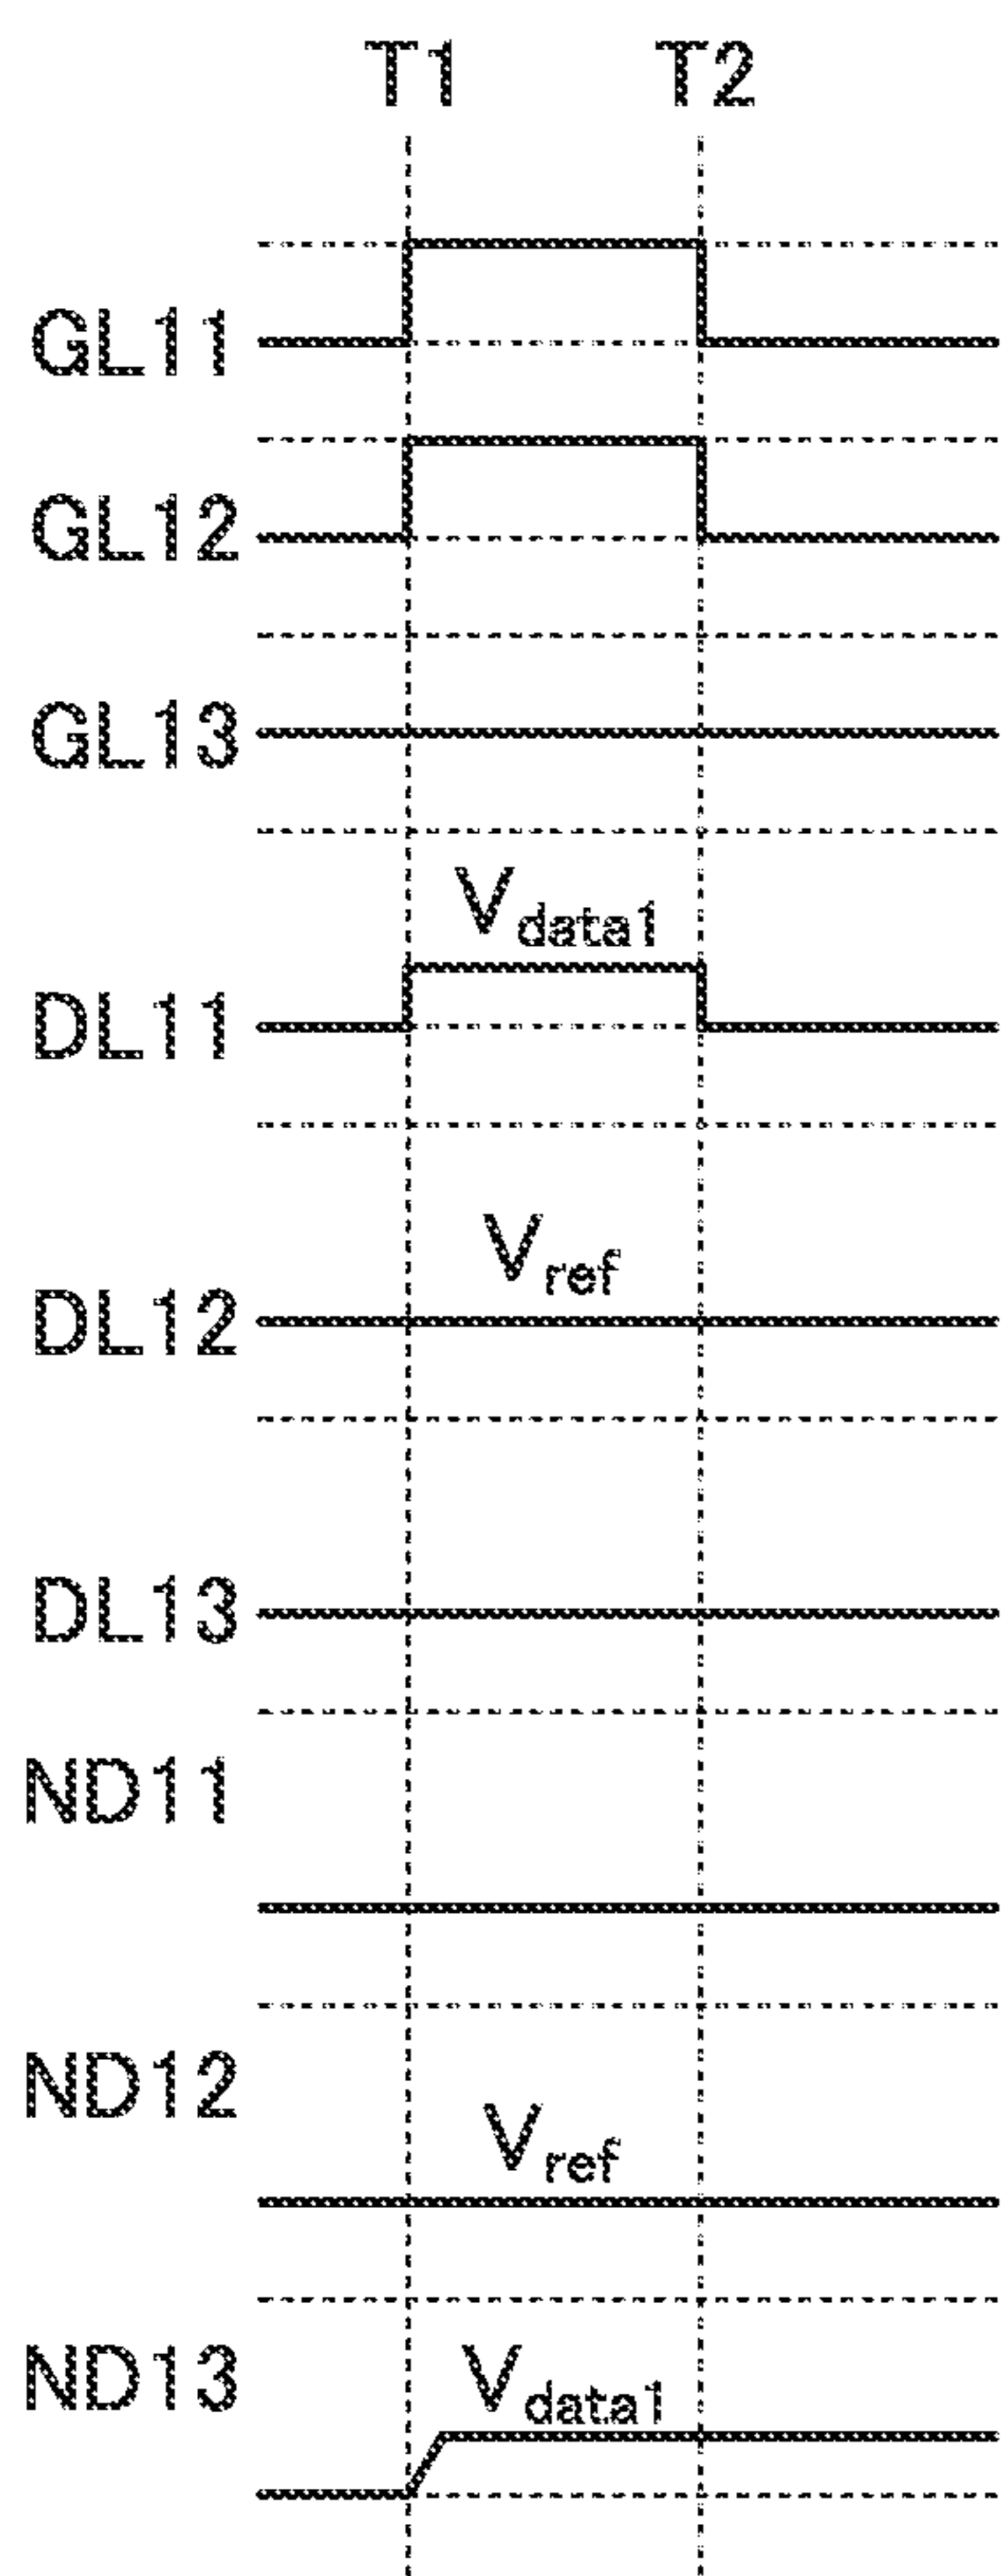 T1 T2
GL11
GL12
GL13
Vdata1
DL11
Vref
DL12
DL13
ND11
ND12
Vref
ND13
Vdata1